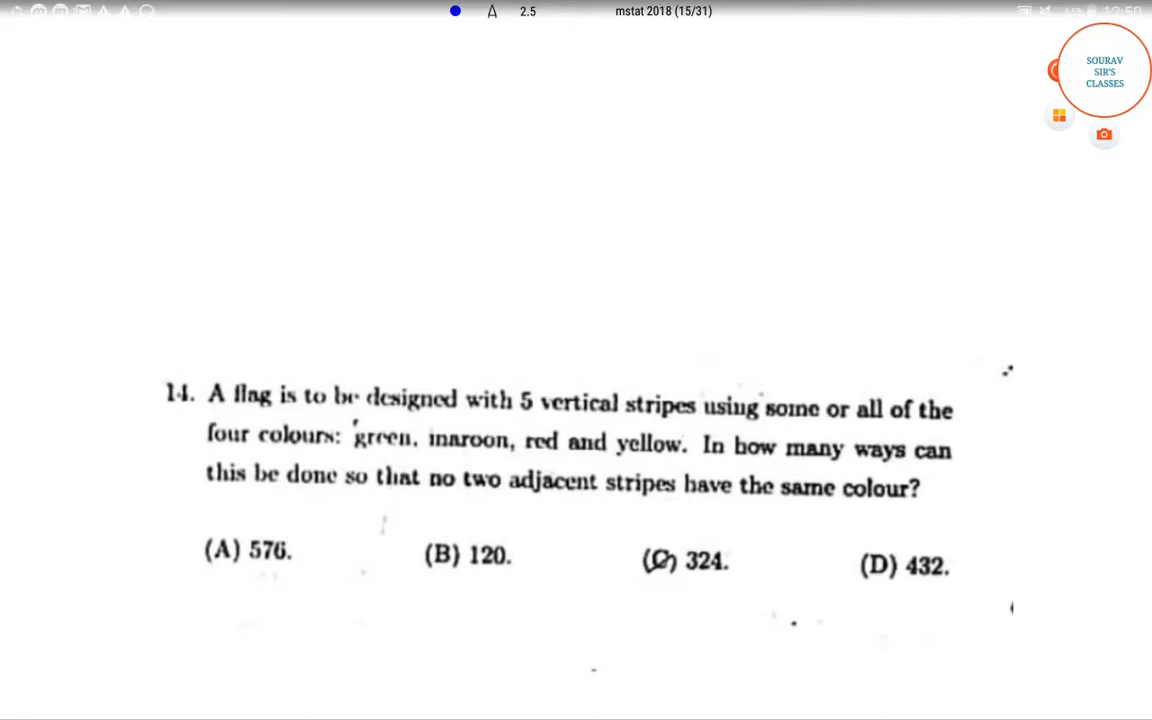 2.5 mstat 2018 (15/31) 12:50
SOURAV
SIR'S
CLASSES
14. A flag is to be designed with 5 vertical stripes using some or all of the
four colours: green, maroon, red and yellow. In how many ways can
this be done so that no two adjacent stripes have the same colour?
(A) 576. (B) 120. (C) 324. (D) 432.